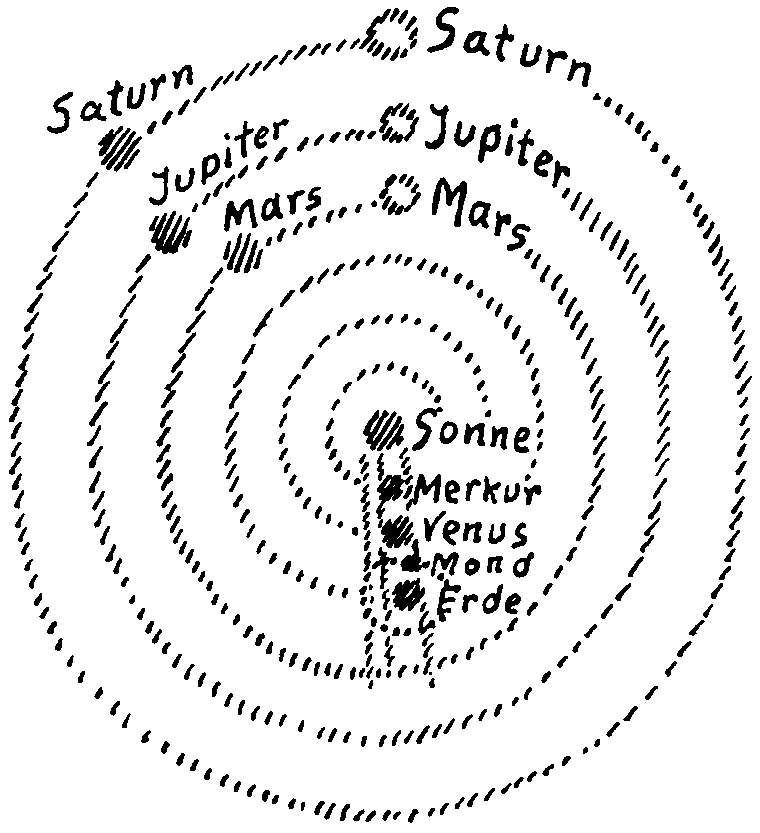 Saturn
Saturn
Jupiter
Jupiter
Mars
Mars
Sonne
Merkur
Venus
Mond
Erde